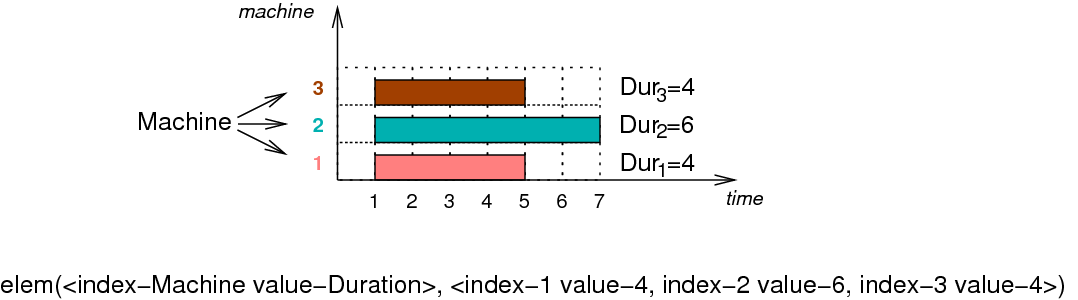 machine
3 Dur3=4
Machine
2 Dur2=6
1 Dur1=4
1 2 3 4 5 6 7
time
elem(<index−Machine value−Duration>, <index−1 value−4, index−2 value−6, index−3 value−4>)